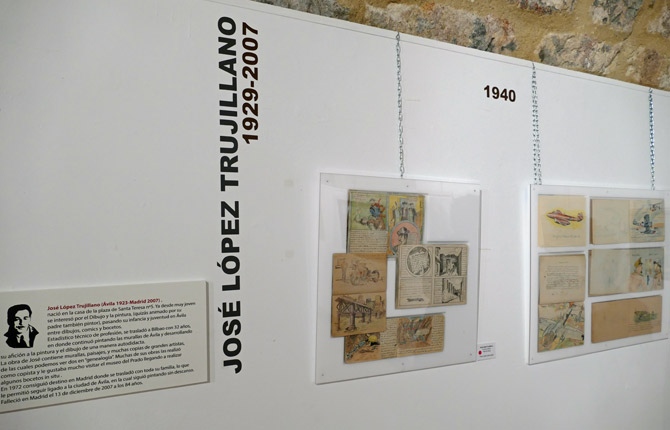 JOSÉ LÓPEZ TRUJILLANO
1929-2007
1940
José López Trujillano (Ávila 1923-Madrid 2007) .
nació en la casa de la plaza de Santa Teresa nº5. Ya desde muy joven
se interesó por el Dibujo y la pintura, (quizás animado por su
padre también pintor), pasando su infancia y juventud en Ávila
entre dibujos, comics y bocetos.
Estadístico técnico de profesión, se trasladó a Bilbao con 32 años,
en donde continuó pintando las murallas de Ávila y desarrollando
su afición a la pintura y el dibujo de una manera autodidacta.
La obra de José contiene murallas, paisajes, y muchas copias de grandes artistas,
de las cuales podemos ver dos en "genealogía". Muchas de sus obras las realizó
como copista y le gustaba mucho visitar el museo del Prado llegando a realizar
algunos bocetos in situ .
En 1972 consiguió destino en Madrid donde se trasladó con toda su familia, lo que
le permitió seguir ligado a la ciudad de Ávila, en la cual siguió pintando sin descanso.
Falleció en Madrid el 13 de diciembre de 2007 a los 84 años.